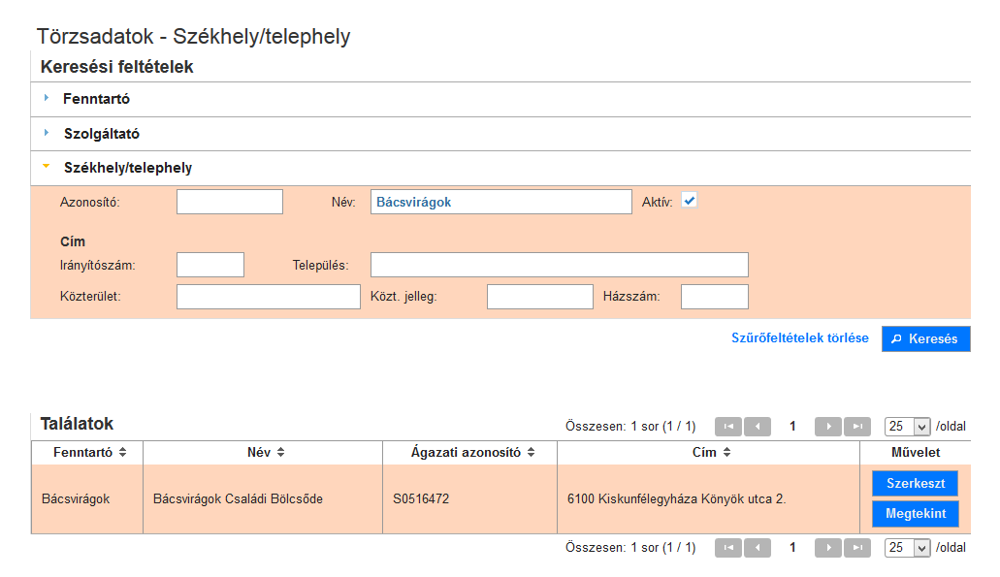 Törzsadatok - Székhely/telephely
Keresési feltételek
Fenntartó
Szolgáltató
Székhely/telephely
Azonosító: Név: Bácsvirágok Aktív:
Cím
Irányítószám: Település:
Közterület: Közt. jelleg: Házszám:
Szűrőfeltételek törlése Keresés
Találatok Összesen: 1 sor (1 / 1) 1 25 /oldal
Fenntartó Név Ágazati azonosító Cím Művelet
Bácsvirágok Bácsvirágok Családi Bölcsőde S0516472 6100 Kiskunfélegyháza Könyök utca 2. Szerkeszt
Megtekint
Összesen: 1 sor (1 / 1) 1 25 /oldal